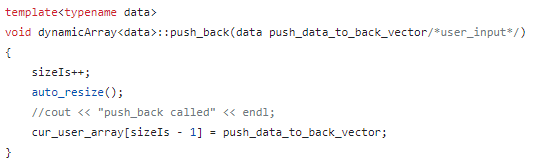 template<typename data>
void dynamicArray<data>::push_back(data push_data_to_back_vector/*user_input*/)
{
    sizeIs++;
    auto_resize();
    //cout << "push_back called" << endl;
    cur_user_array[sizeIs - 1] = push_data_to_back_vector;
}